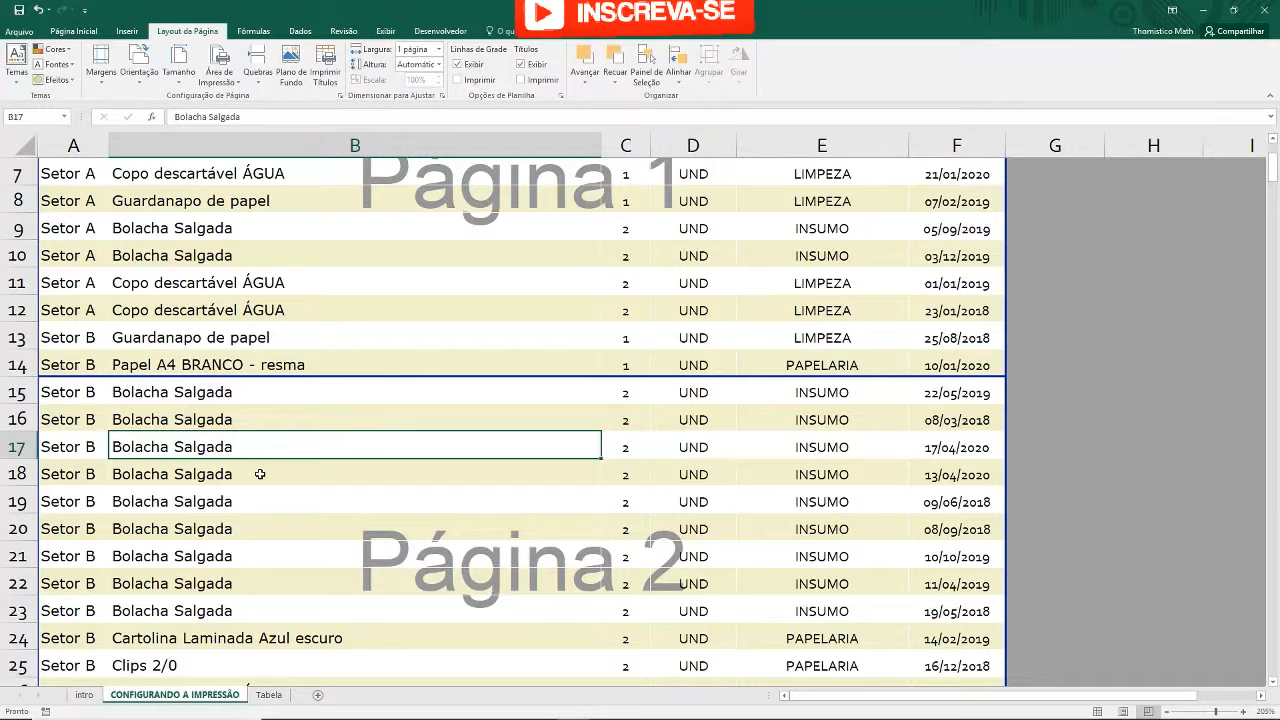 INSCREVA-SE
Thomistico Math Compartilhar
Arquivo Página Inicial Inserir Layout da Página Fórmulas Dados Revisão Exibir Desenvolvedor O qu
Temas Cores Fontes Efeitos Margens Orientação Tamanho Área de Impressão Quebras Plano de Fundo Imprimir Títulos
Largura: 1 página Altura: Automátic Escala: 100%
Linhas de Grade Títulos Exibir Exibir Imprimir Imprimir
Avançar Recuar Painel de Seleção Alinhar Agrupar Girar
Temas Configuração de Página Dimensionar para Ajustar Opções de Planilha Organizar
B17 fx Bolacha Salgada
A B C D E F G H I
Página 1
7 Setor A Copo descartável ÁGUA 1 UND LIMPEZA 21/01/2020
8 Setor A Guardanapo de papel 1 UND LIMPEZA 07/02/2019
9 Setor A Bolacha Salgada 2 UND INSUMO 05/09/2019
10 Setor A Bolacha Salgada 2 UND INSUMO 03/12/2019
11 Setor A Copo descartável ÁGUA 2 UND LIMPEZA 01/01/2019
12 Setor A Copo descartável ÁGUA 2 UND LIMPEZA 23/01/2018
13 Setor B Guardanapo de papel 1 UND LIMPEZA 25/08/2018
14 Setor B Papel A4 BRANCO - resma 1 UND PAPELARIA 10/01/2020
15 Setor B Bolacha Salgada 2 UND INSUMO 22/05/2019
16 Setor B Bolacha Salgada 2 UND INSUMO 08/03/2018
17 Setor B Bolacha Salgada 2 UND INSUMO 17/04/2020
18 Setor B Bolacha Salgada 2 UND INSUMO 13/04/2020
19 Setor B Bolacha Salgada 2 UND INSUMO 09/06/2018
20 Setor B Bolacha Salgada 2 UND INSUMO 08/09/2018
Página 2
21 Setor B Bolacha Salgada 2 UND INSUMO 10/10/2019
22 Setor B Bolacha Salgada 2 UND INSUMO 11/04/2019
23 Setor B Bolacha Salgada 2 UND INSUMO 19/05/2018
24 Setor B Cartolina Laminada Azul escuro 2 UND PAPELARIA 14/02/2019
25 Setor B Clips 2/0 2 UND PAPELARIA 16/12/2018
intro CONFIGURANDO A IMPRESSÃO Tabela
Pronto 205%